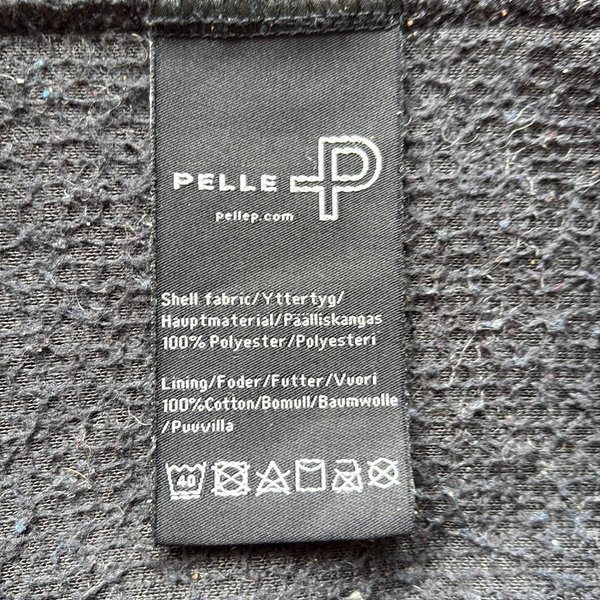 PELLE P
pellep.com
Shell fabric/Yttertyg/
Hauptmaterial/Päälliskangas
100% Polyester/Polyesteri
Lining/Foder/Futter/Vuori
100%Cotton/Bomull/Baumwolle
/Puuvilla
40